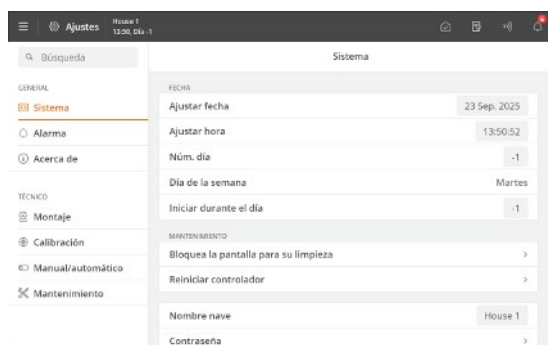 Ajustes
House 1
13:50, Día -1
Búsqueda
Sistema
GENERAL
Sistema
Alarma
Acerca de
TÉCNICO
Montaje
Calibración
Manual/automático
Mantenimiento
FECHA
Ajustar fecha 23 Sep. 2025
Ajustar hora 13:50:52
Núm. día -1
Día de la semana Martes
Iniciar durante el día -1
MANTENIMIENTO
Bloquea la pantalla para su limpieza
Reiniciar controlador
Nombre nave House 1
Contraseña